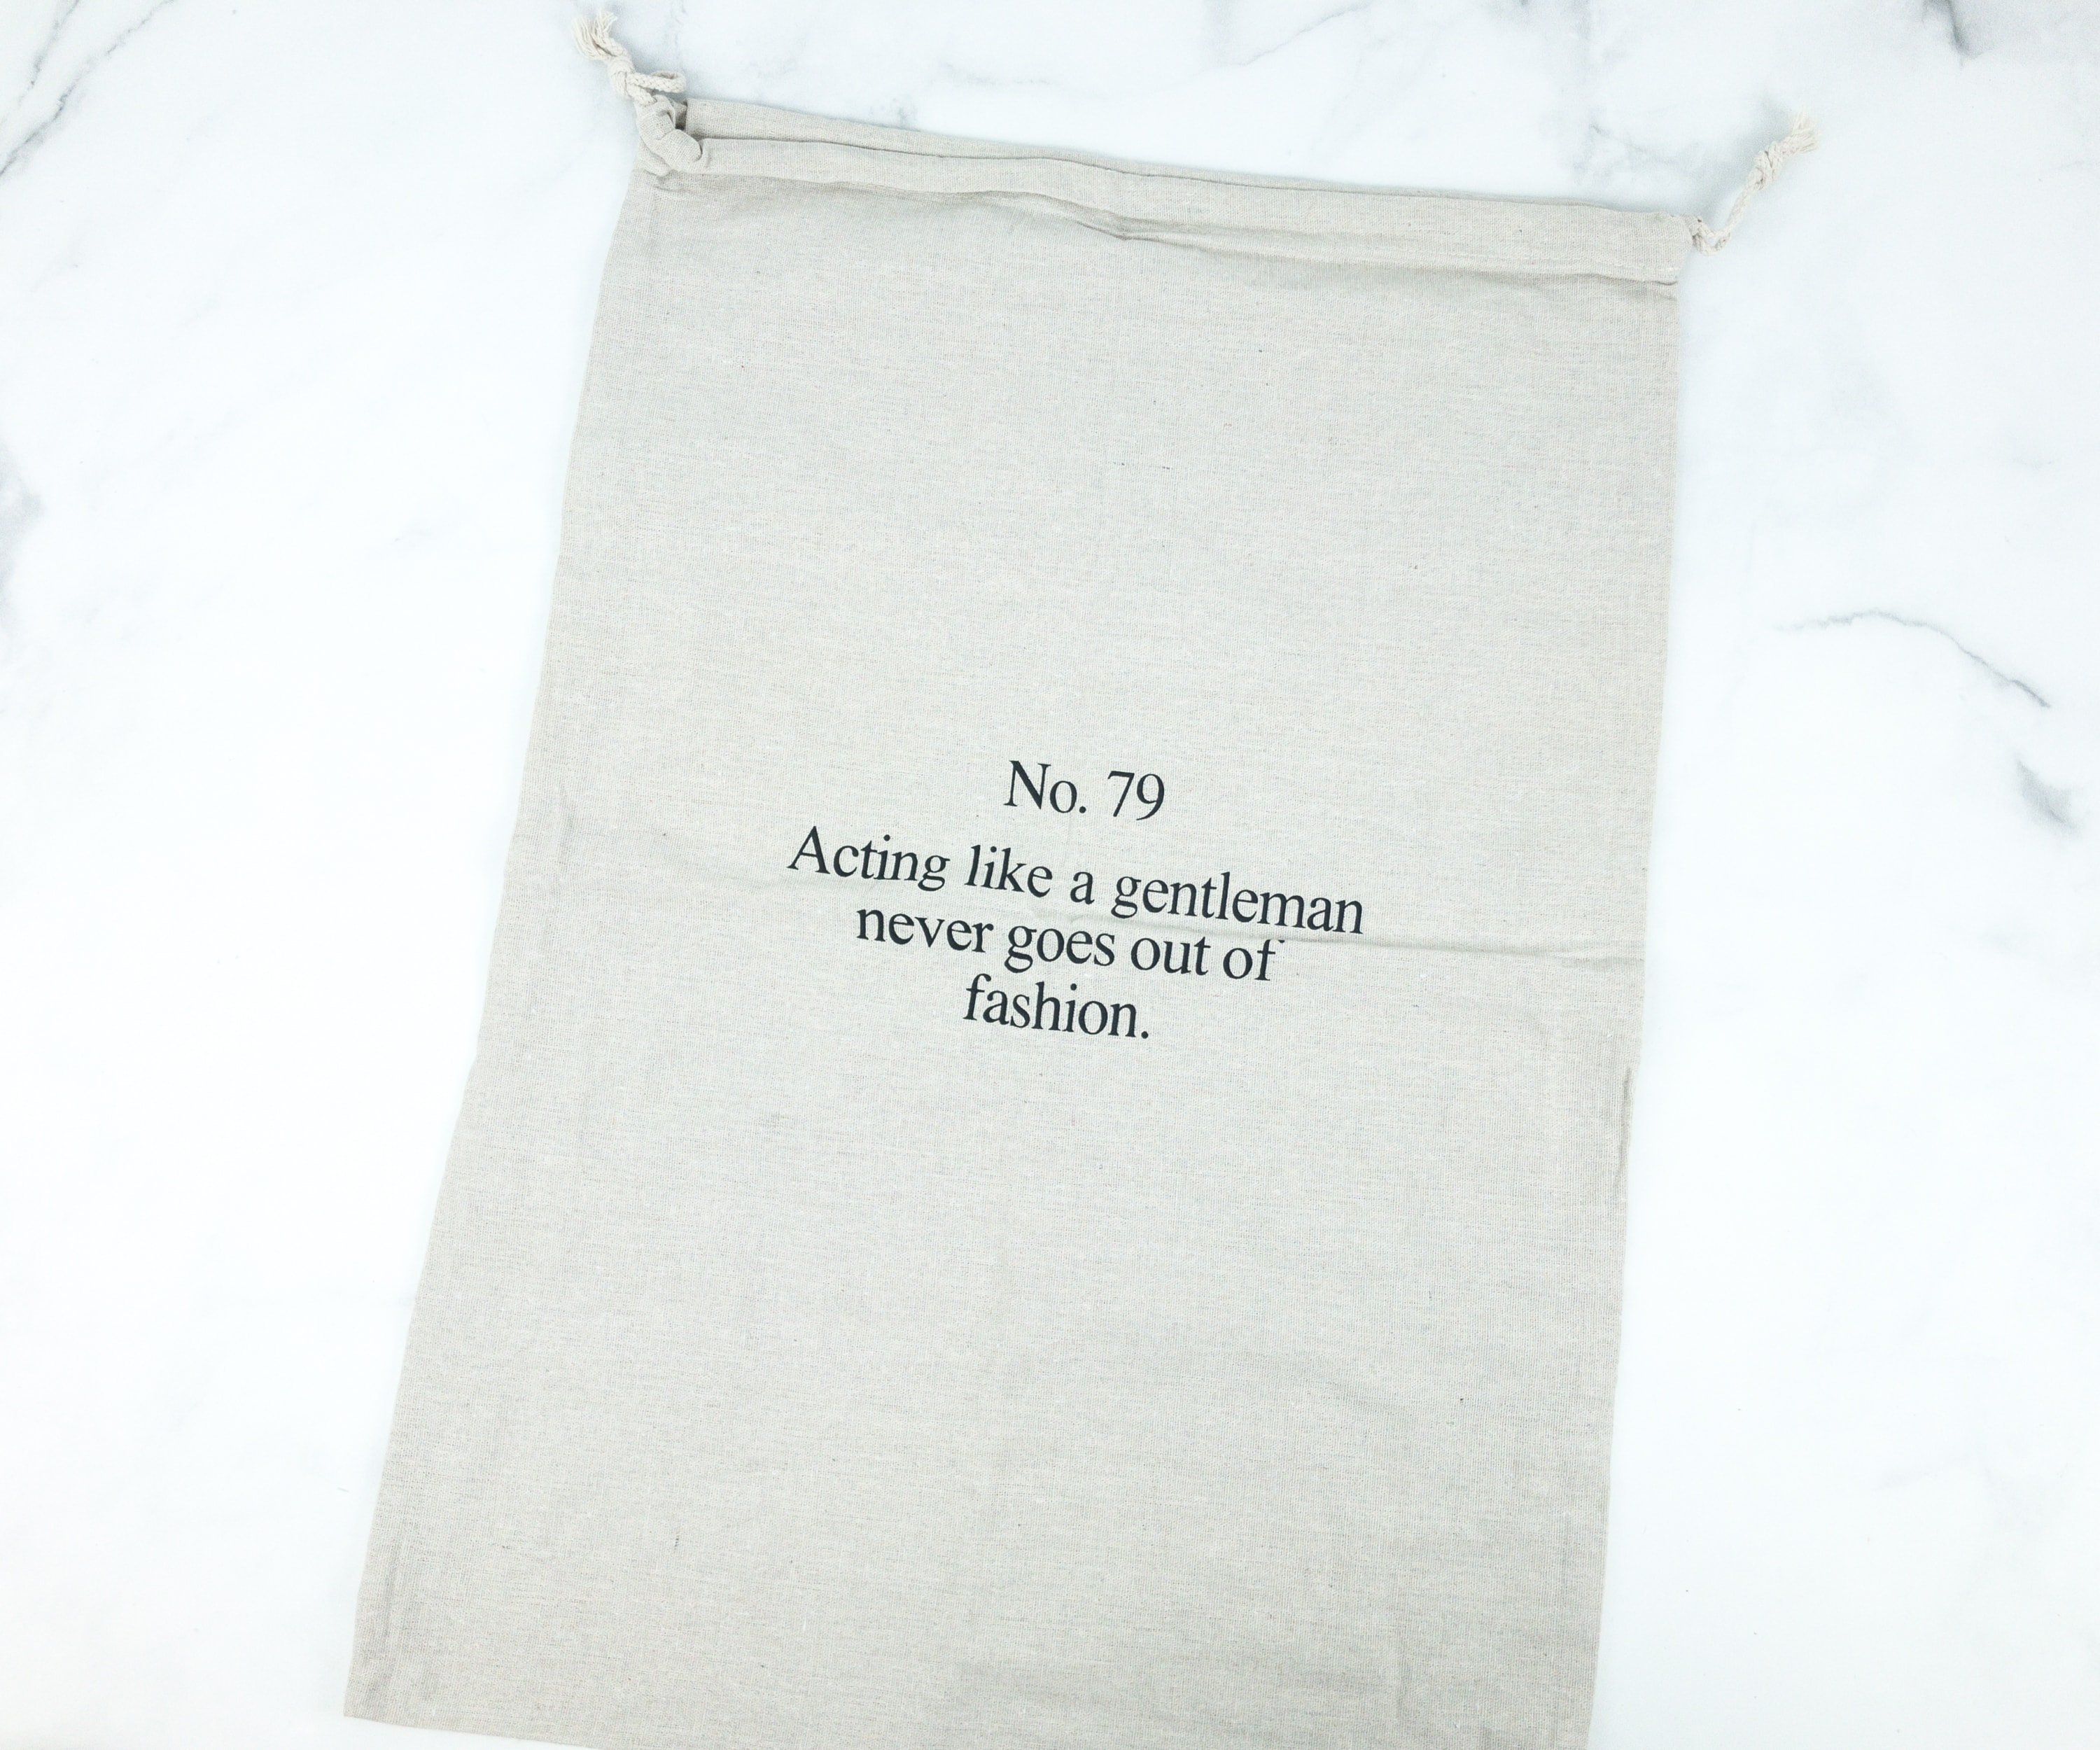 No. 79
Acting like a gentleman
never goes out of
fashion.